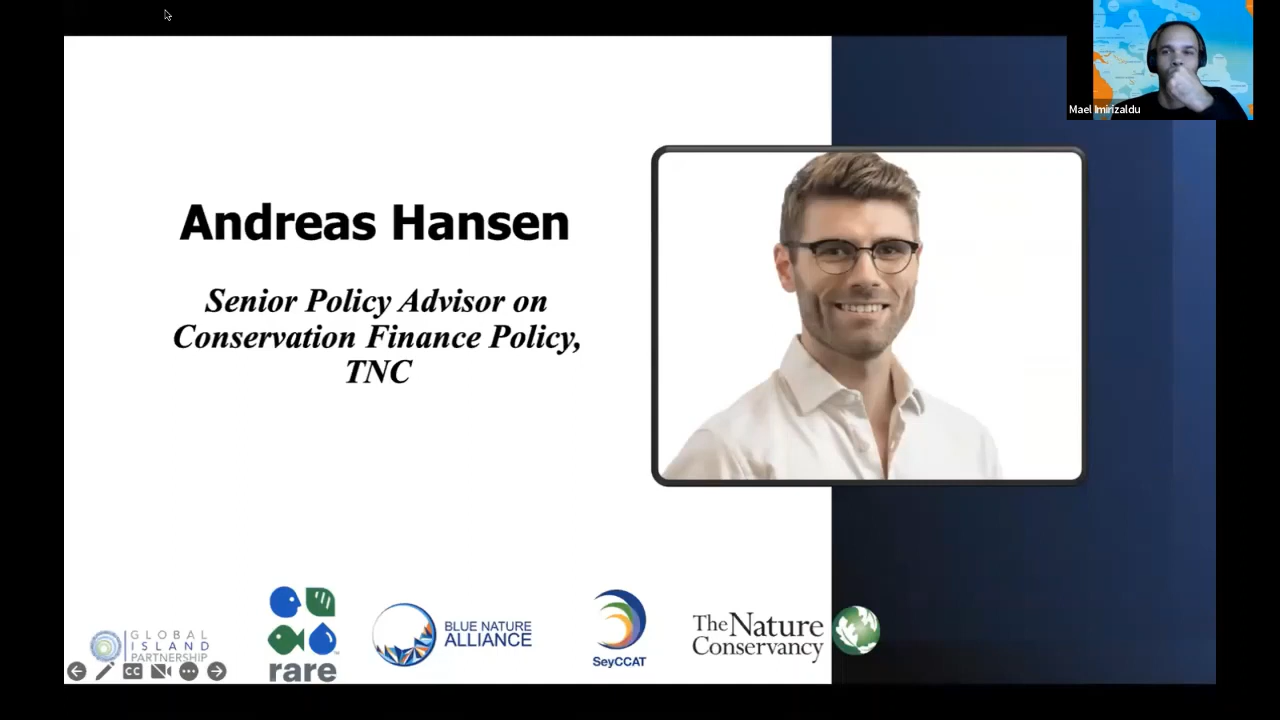 Mael Imirizaldu
Andreas Hansen
Senior Policy Advisor on
Conservation Finance Policy,
TNC
GLOBAL
ISLAND
PARTNERSHIP
rare
BLUE NATURE
ALLIANCE
SeyCCAT
The Nature
Conservancy
CC